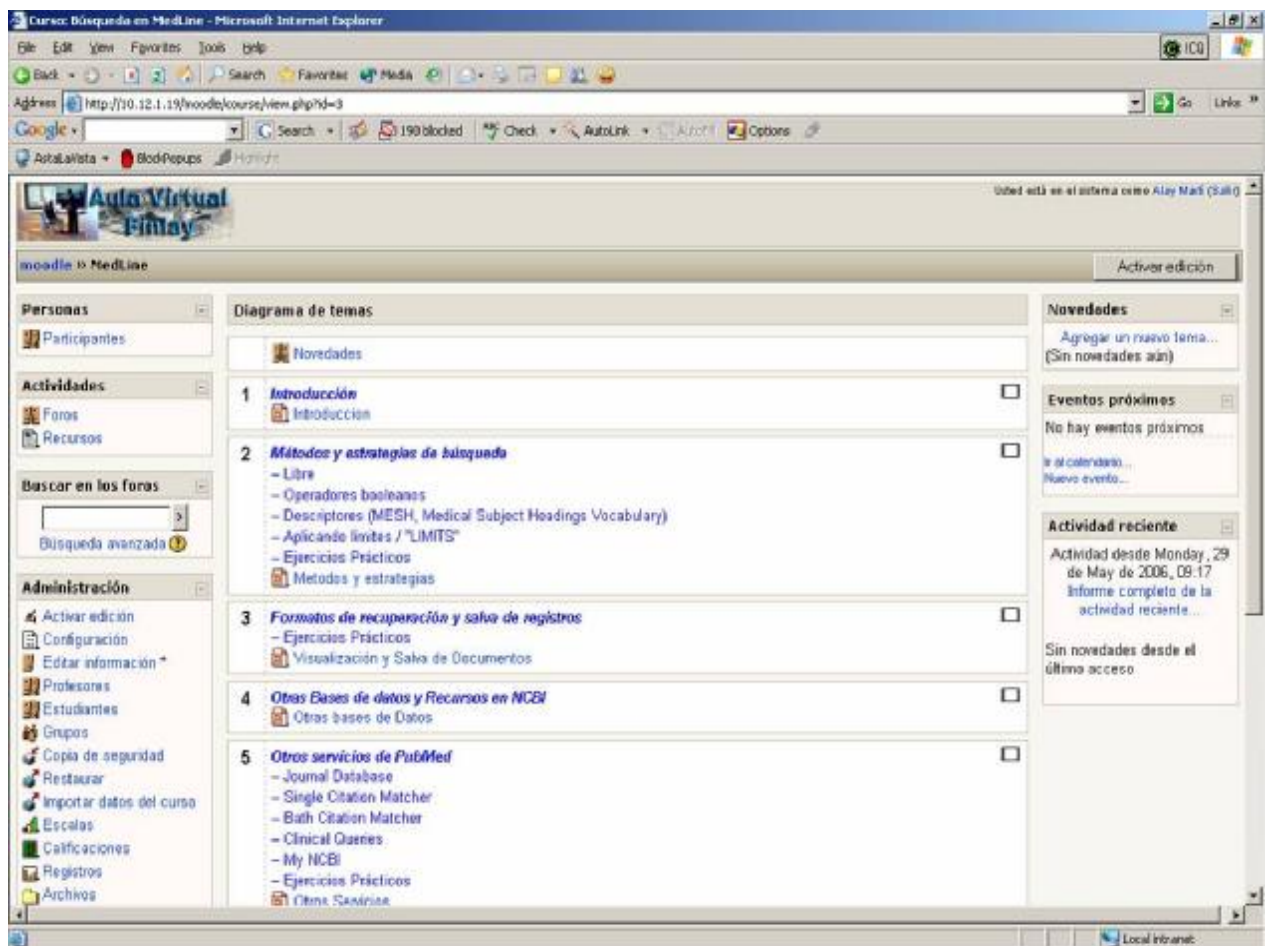 Curso: Búsqueda en MedLine - Microsoft Internet Explorer
File Edit View Favorites Tools Help
ICQ
Back Search Favorites Media
Address http://10.12.1.19/moodle/course/view.php?id=3 Go Links »
Google Search 190 blocked Check AutoLink AutoFill Options
AstaLaVista Block-Popups Highlight
Aula Virtual
Finlay
Usted está en el sistema como Alay Martí (Salir)
moodle » MedLine
Activar edición
Personas
Participantes
Actividades
Foros
Recursos
Buscar en los foros
>
Búsqueda avanzada ?
Administración
Activar edición
Configuración
Editar información *
Profesores
Estudiantes
Grupos
Copia de seguridad
Restaurar
Importar datos del curso
Escalas
Calificaciones
Registros
Archivos
Diagrama de temas
Novedades
1 Introducción
Introduccion
2 Métodos y estrategias de búsqueda
– Libre
– Operadores booleanos
– Descriptores (MESH, Medical Subject Headings Vocabulary)
– Aplicando límites / "LIMITS"
– Ejercicios Prácticos
Metodos y estrategias
3 Formatos de recuperación y salva de registros
– Ejercicios Prácticos
Visualización y Salva de Documentos
4 Otras Bases de datos y Recursos en NCBI
Otras bases de Datos
5 Otros servicios de PubMed
– Journal Database
– Single Citation Matcher
– Bath Citation Matcher
– Clinical Queries
– My NCBI
– Ejercicios Prácticos
Otros Servicios
Novedades
Agregar un nuevo tema...
(Sin novedades aún)
Eventos próximos
No hay eventos próximos
Ir al calendario...
Nuevo evento...
Actividad reciente
Actividad desde Monday, 29
de May de 2006, 09:17
Informe completo de la
actividad reciente...
Sin novedades desde el
último acceso
Local intranet